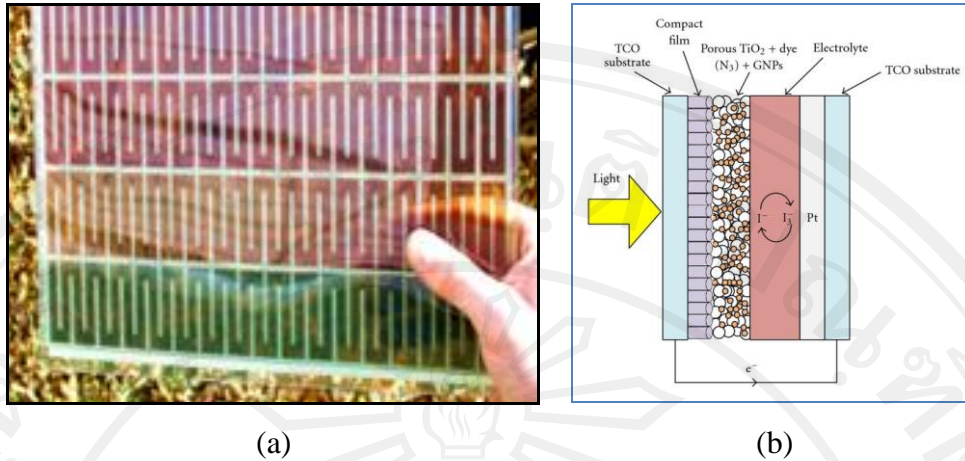 Compact
film
TCO
substrate
Porous TiO₂ + dye
(N₃) + GNPs
Electrolyte
TCO substrate
Light
I⁻
I₃⁻
Pt
e⁻
(a)
(b)